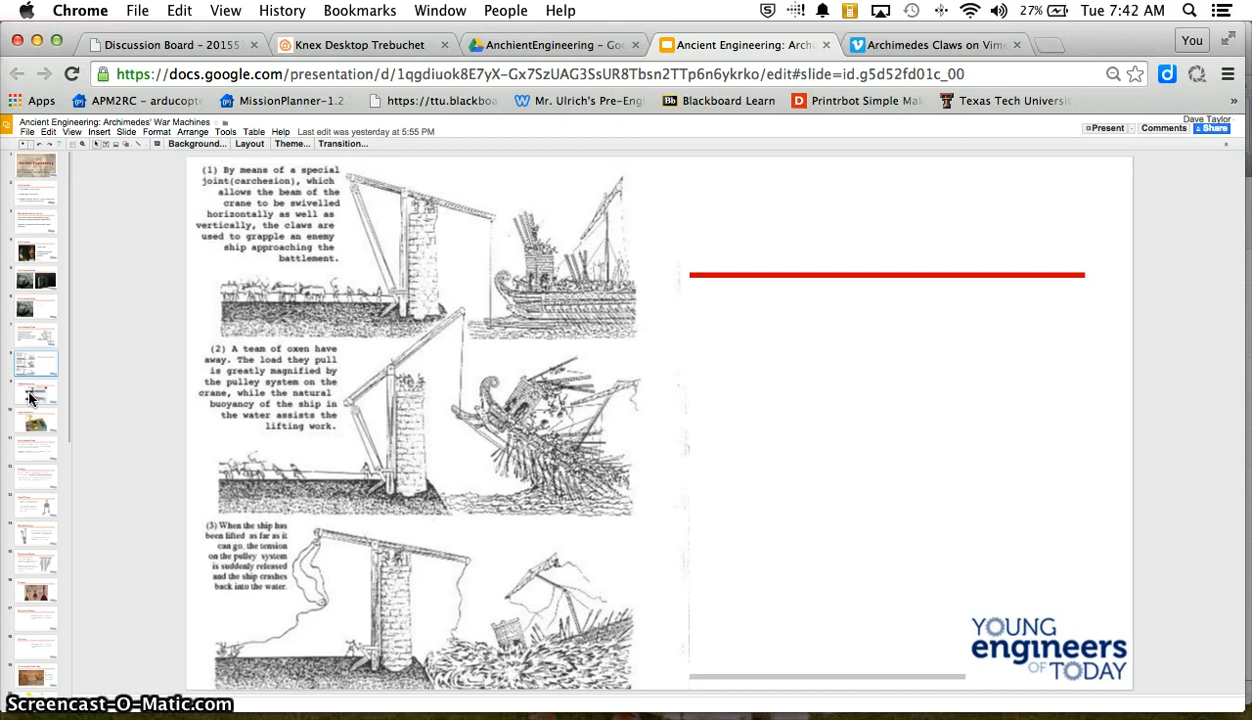 Chrome File Edit View History Bookmarks Window People Help 27% Tue 7:42 AM
Discussion Board - 20155 Knex Desktop Trebuchet AnchientEngineering - Go Ancient Engineering: Arch Archimedes Claws on Vime You
https://docs.google.com/presentation/d/1qgdiuok8E7yX-Gx7SzUAG3SsUR8Tbsn2TTp6n6ykrko/edit#slide=id.g5d52fd01c_00
Apps APM2RC - arducopte MissionPlanner-1.2. https://ttu.blackboa Mr. Ulrich's Pre-Eng Blackboard Learn Printrbot Simple Mak Texas Tech Universit »
Ancient Engineering: Archimedes' War Machines
Dave Taylor
File Edit View Insert Slide Format Arrange Tools Table Help Last edit was yesterday at 5:55 PM
Present Comments Share
Background... Layout Theme... Transition...
(1) By means of a special
joint(carchesion), which
allows the beam of the
crane to be swivelled
horizontally as well as
vertically, the claws are
used to grapple an enemy
ship approaching the
battlement.
(2) A team of oxen have
away. The load they pull
is greatly magnified by
the pulley system on the
crane, while the natural
buoyancy of the ship in
the water assists the
lifting work.
(3) When the ship has
been lifted as far as it
can go, the tension
on the pulley system
is suddenly released
and the ship crashes
back into the water.
YOUNG
engineers
OF TODAY
Screencast-O-Matic.com